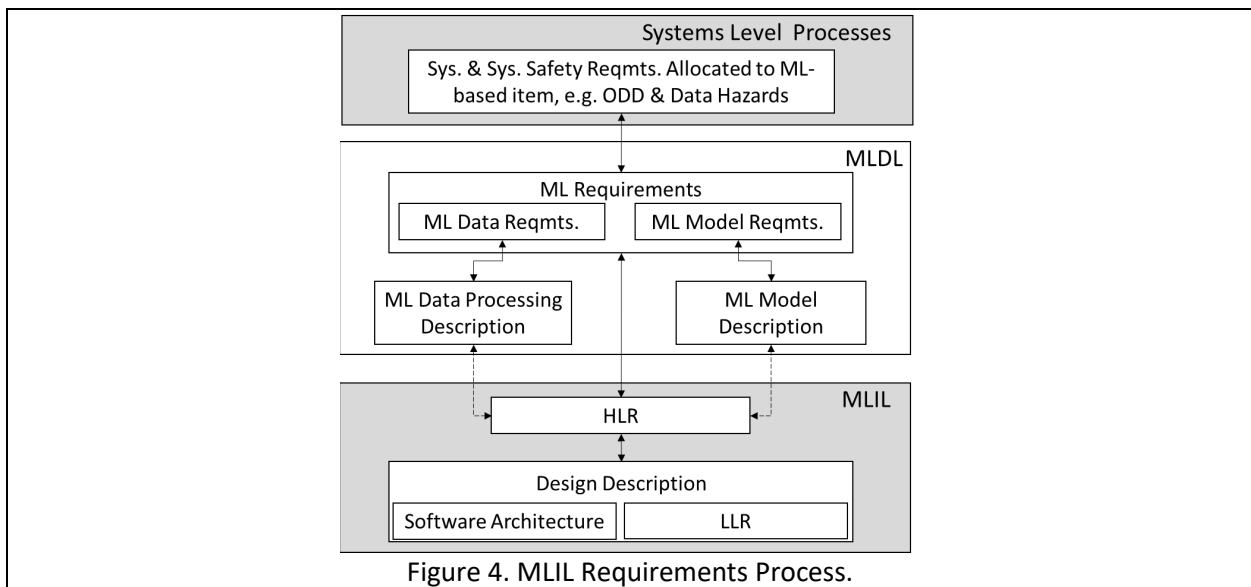 Systems Level Processes
Sys. & Sys. Safety Reqmts. Allocated to ML-
based item, e.g. ODD & Data Hazards
MLDL
ML Requirements
ML Data Reqmts.
ML Model Reqmts.
ML Data Processing
Description
ML Model
Description
MLIL
HLR
Design Description
Software Architecture
LLR
Figure 4. MLIL Requirements Process.